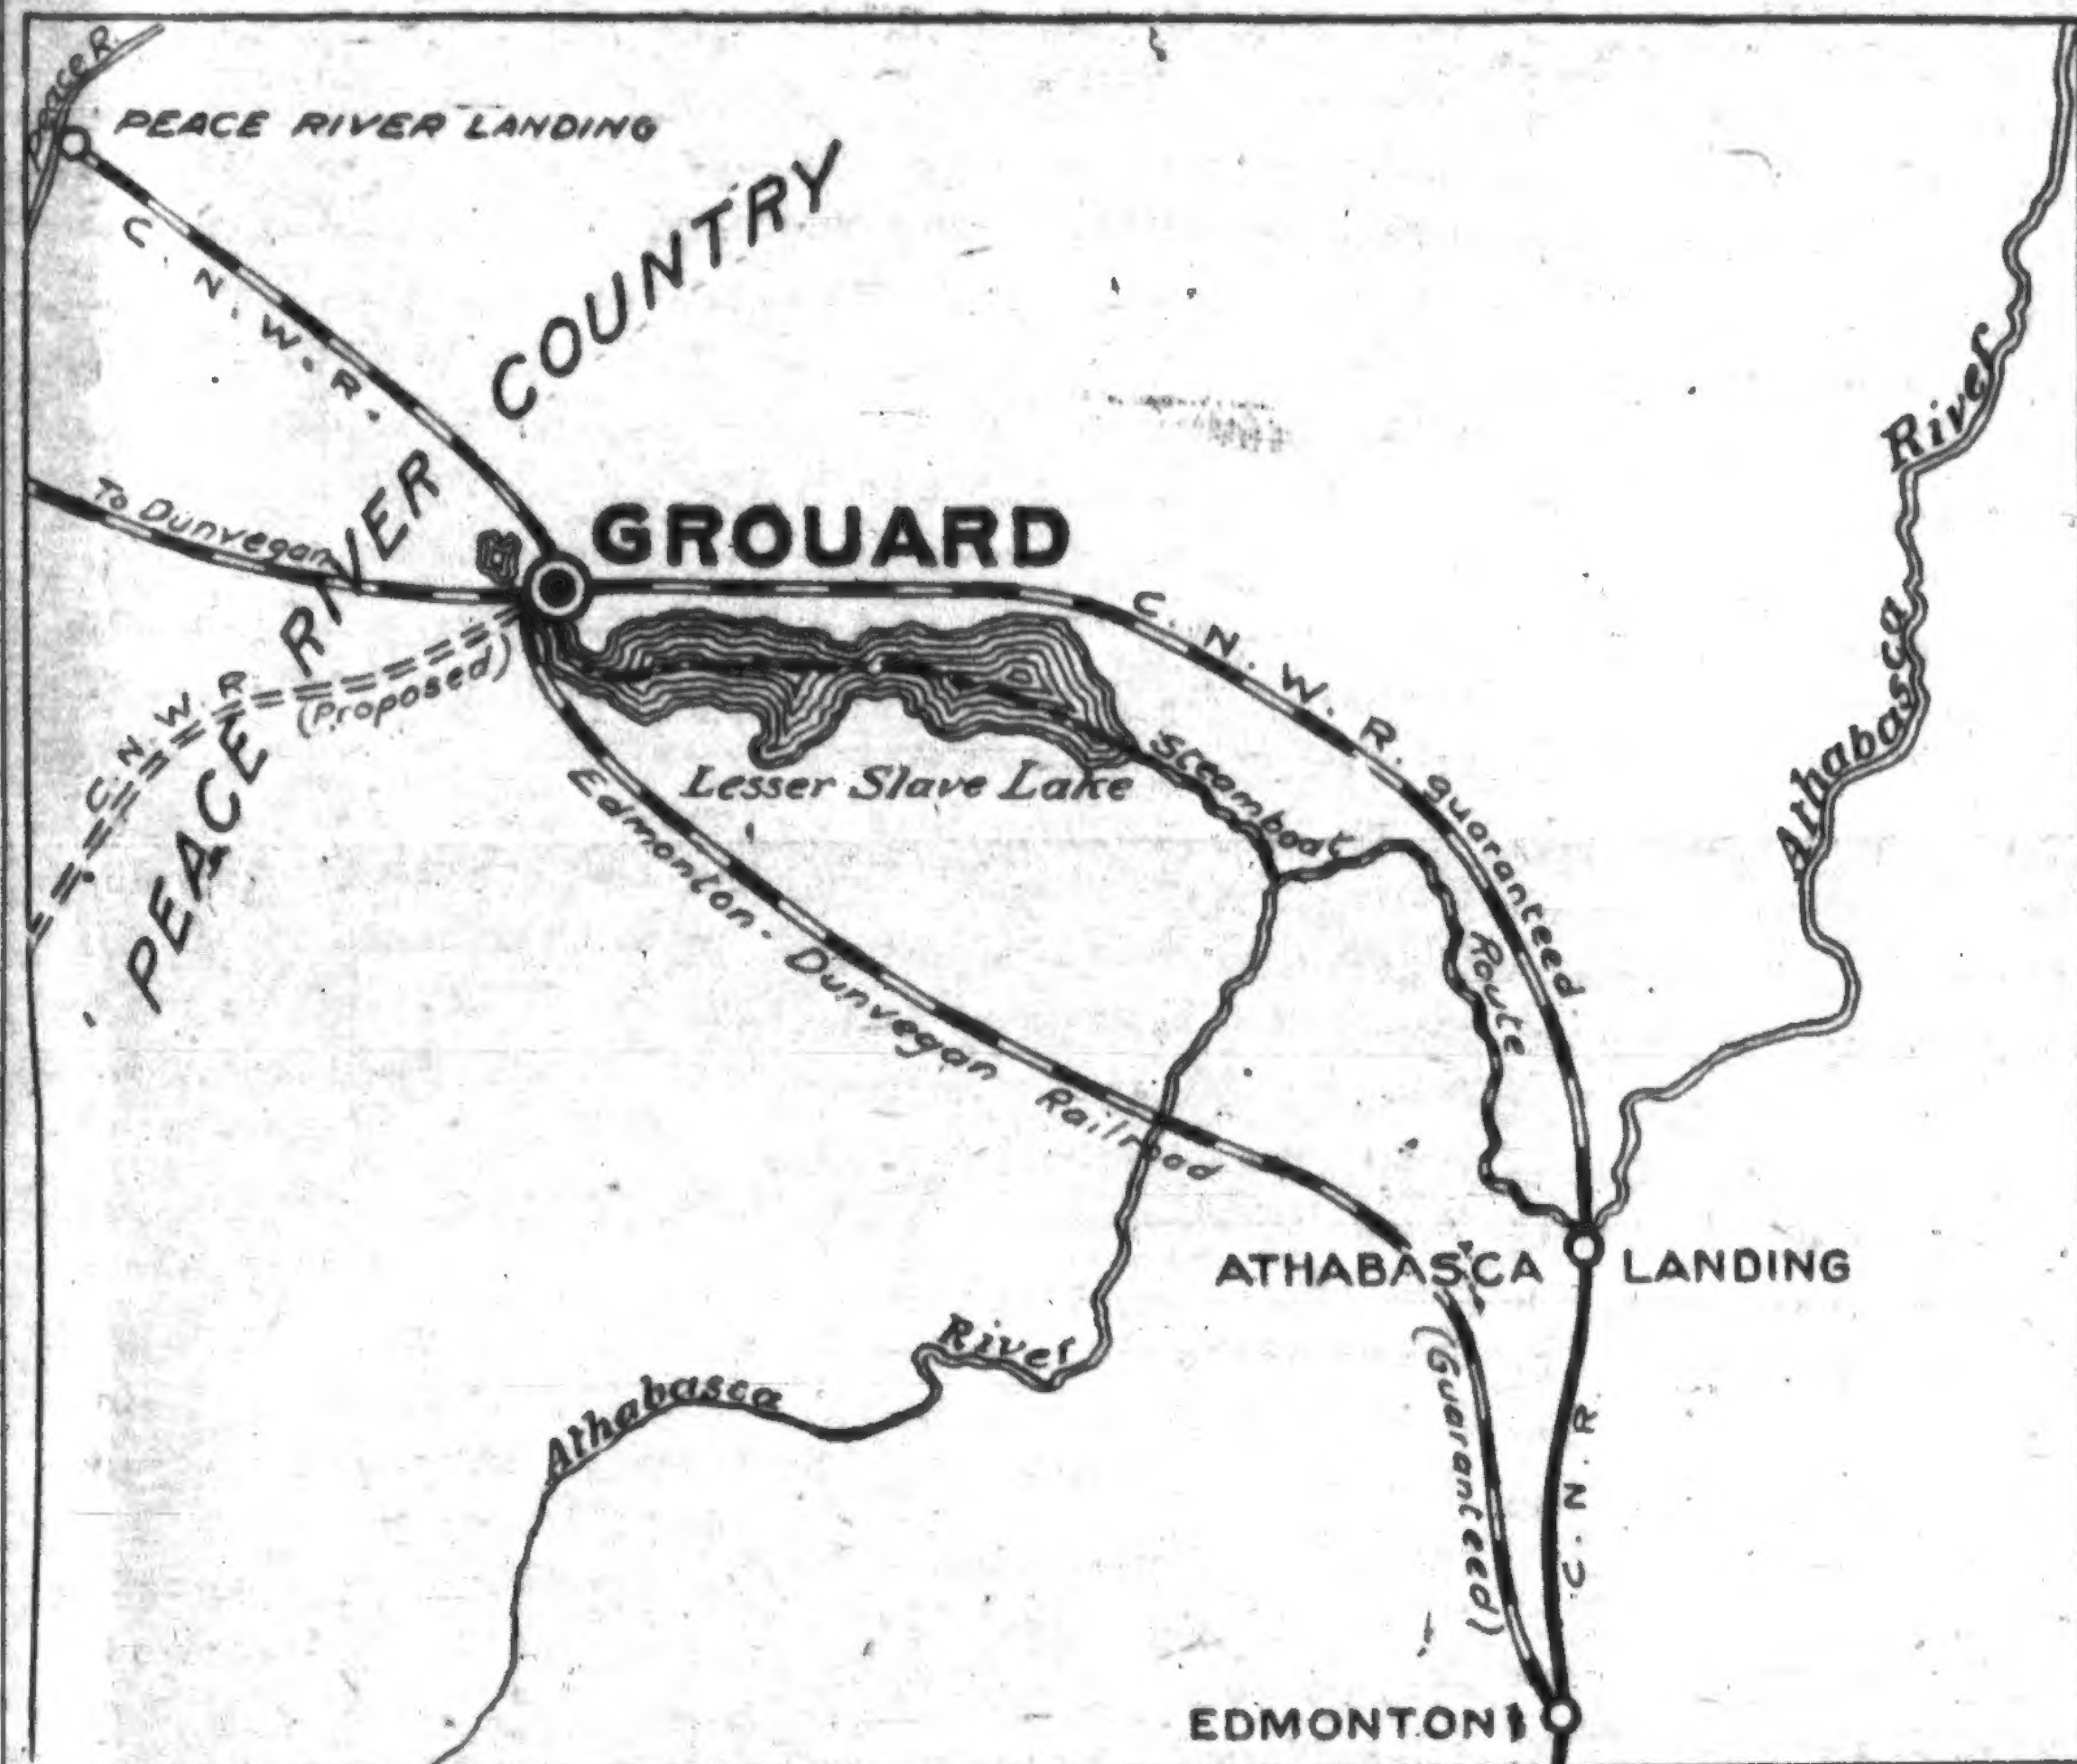 Peace R.
PEACE RIVER LANDING
C. N. W. R.
PEACE RIVER COUNTRY
To Dunvegan
GROUARD
C. N. W. R. guaranteed
C. N. W. R.
(Proposed)
Lesser Slave Lake
Steamboat Route
Edmonton - Dunvegan Railroad
(Guaranteed)
Athabasca River
ATHABASCA LANDING
Athabasca River
C. N. R.
EDMONTON